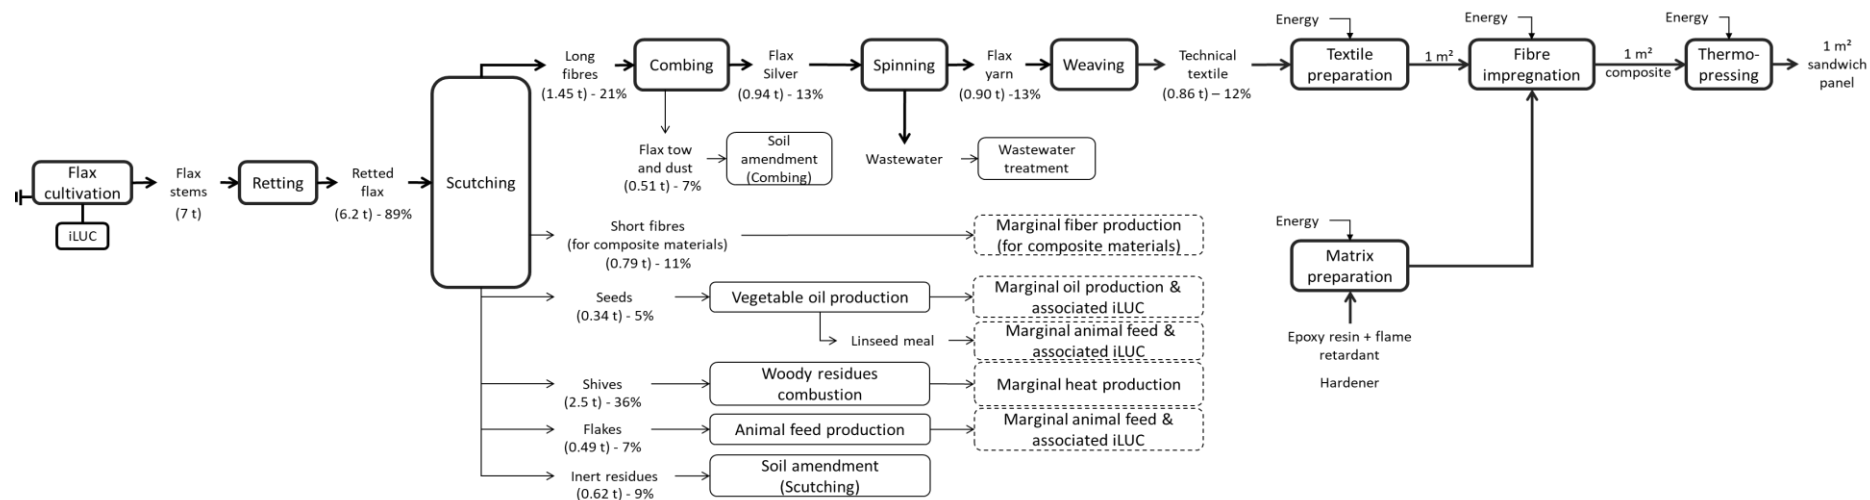 Flax
cultivation
iLUC
Flax
stems
(7 t)
Retting
Retted
flax
(6.2 t) - 89%
Scutching
Long
fibres
(1.45 t) - 21%
Combing
Flax
Silver
(0.94 t) - 13%
Spinning
Flax
yarn
(0.90 t) -13%
Weaving
Technical
textile
(0.86 t) – 12%
Energy
Textile
preparation
1 m²
Energy
Fibre
impregnation
1 m²
composite
Energy
Thermo-
pressing
1 m²
sandwich
panel
Flax tow
and dust
(0.51 t) - 7%
Soil
amendment
(Combing)
Wastewater
Wastewater
treatment
Short fibres
(for composite materials)
(0.79 t) - 11%
Marginal fiber production
(for composite materials)
Seeds
(0.34 t) - 5%
Vegetable oil production
Marginal oil production &
associated iLUC
Linseed meal
Marginal animal feed &
associated iLUC
Shives
(2.5 t) - 36%
Woody residues
combustion
Marginal heat production
Flakes
(0.49 t) - 7%
Animal feed production
Marginal animal feed &
associated iLUC
Inert residues
(0.62 t) - 9%
Soil amendment
(Scutching)
Energy
Matrix
preparation
Epoxy resin + flame
retardant
Hardener